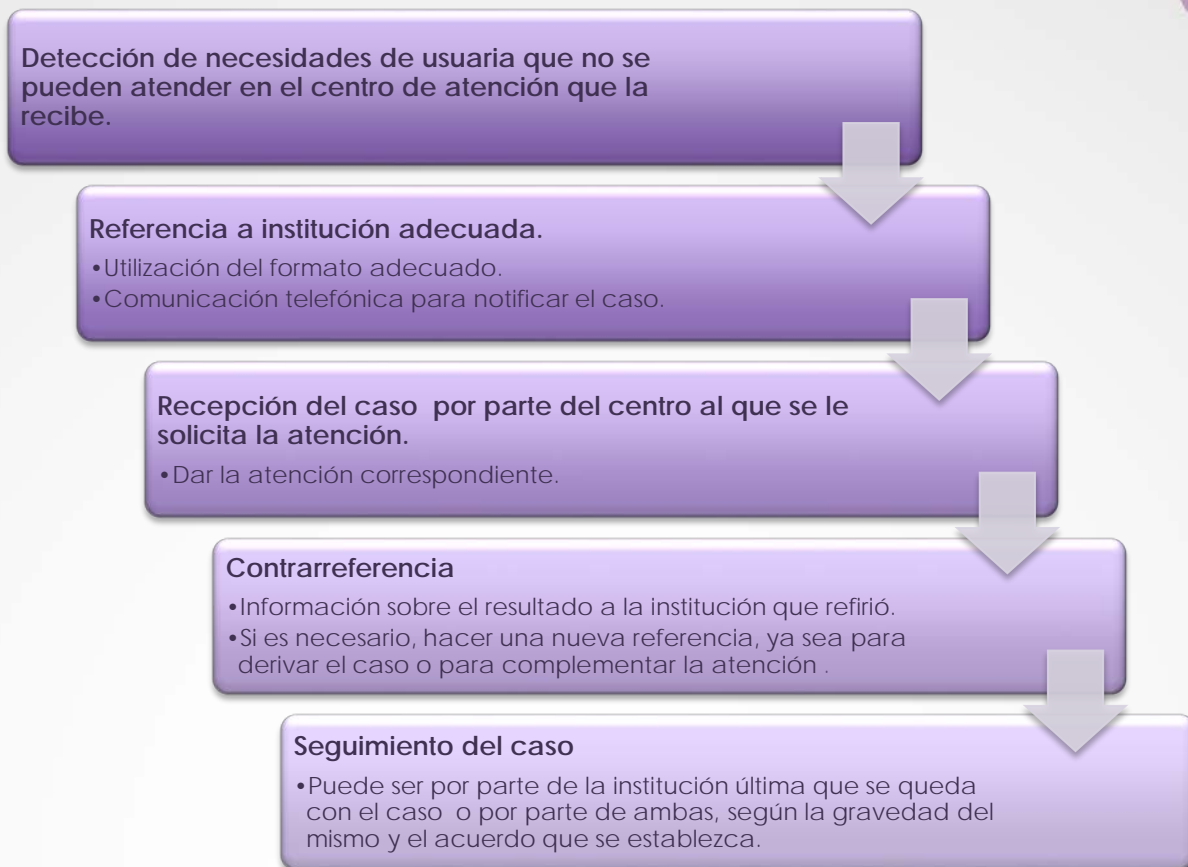 Detección de necesidades de usuaria que no se
pueden atender en el centro de atención que la
recibe.
Referencia a institución adecuada.
•Utilización del formato adecuado.
•Comunicación telefónica para notificar el caso.
Recepción del caso por parte del centro al que se le
solicita la atención.
•Dar la atención correspondiente.
Contrarreferencia
•Información sobre el resultado a la institución que refirió.
•Si es necesario, hacer una nueva referencia, ya sea para
derivar el caso o para complementar la atención .
Seguimiento del caso
•Puede ser por parte de la institución última que se queda
con el caso o por parte de ambas, según la gravedad del
mismo y el acuerdo que se establezca.